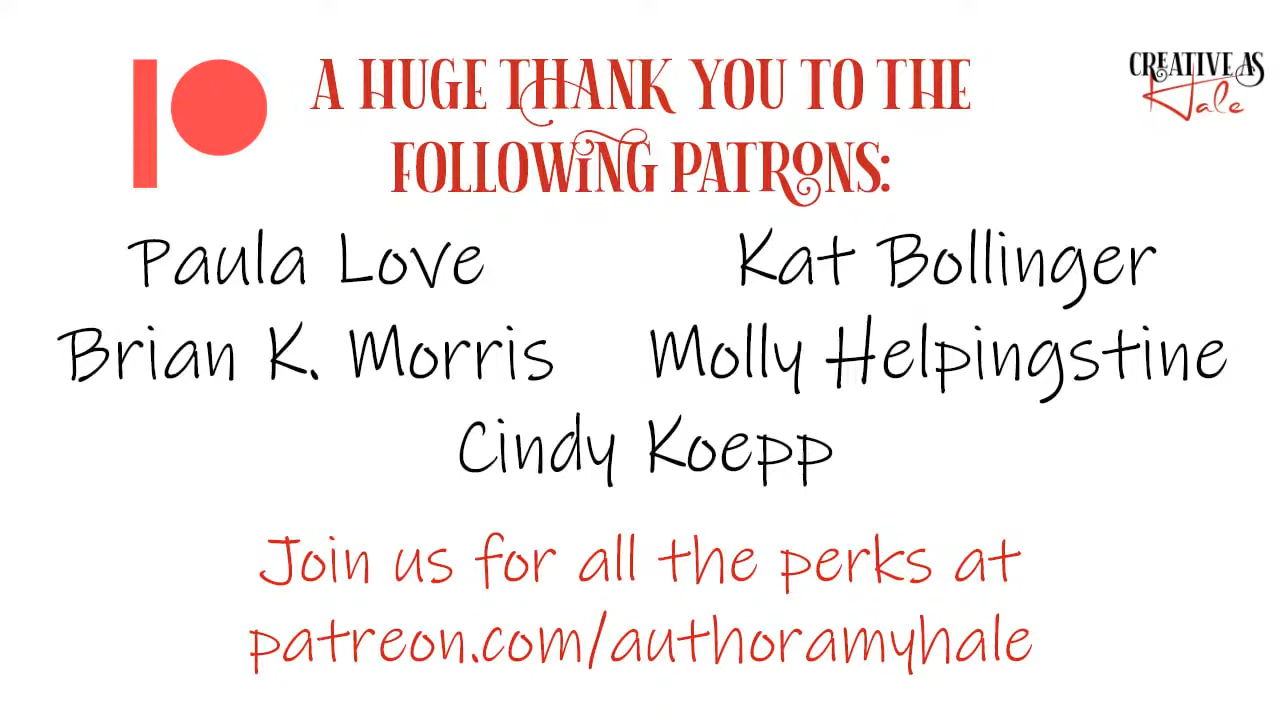 A HUGE THANK YOU TO THE
FOLLOWING PATRONS:
CREATIVE AS
Hale
Paula Love
Kat Bollinger
Brian K. Morris
Molly Helpingstine
Cindy Koepp
Join us for all the perks at
patreon.com/authoramyhale